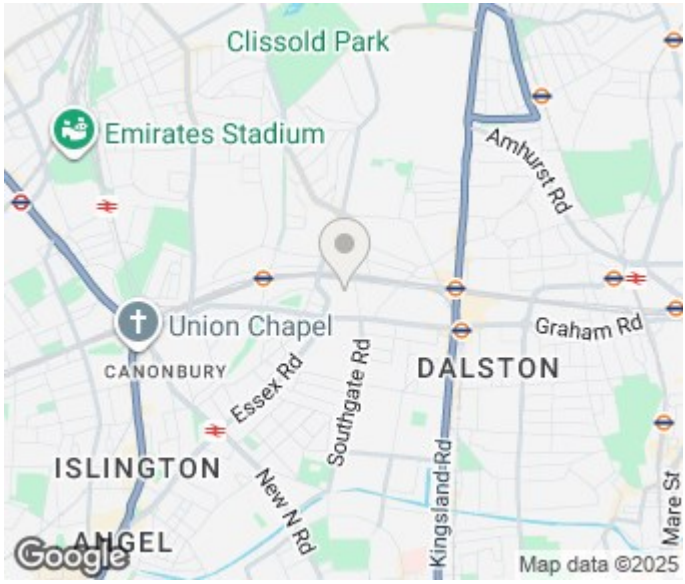 Clissold Park
Emirates Stadium
Amhurst Rd
Union Chapel
Graham Rd
CANONBURY
Essex Rd
Southgate Rd
DALSTON
ISLINGTON
New N Rd
Kingsland Rd
Mare St
ANGEL
Google
Map data ©2025